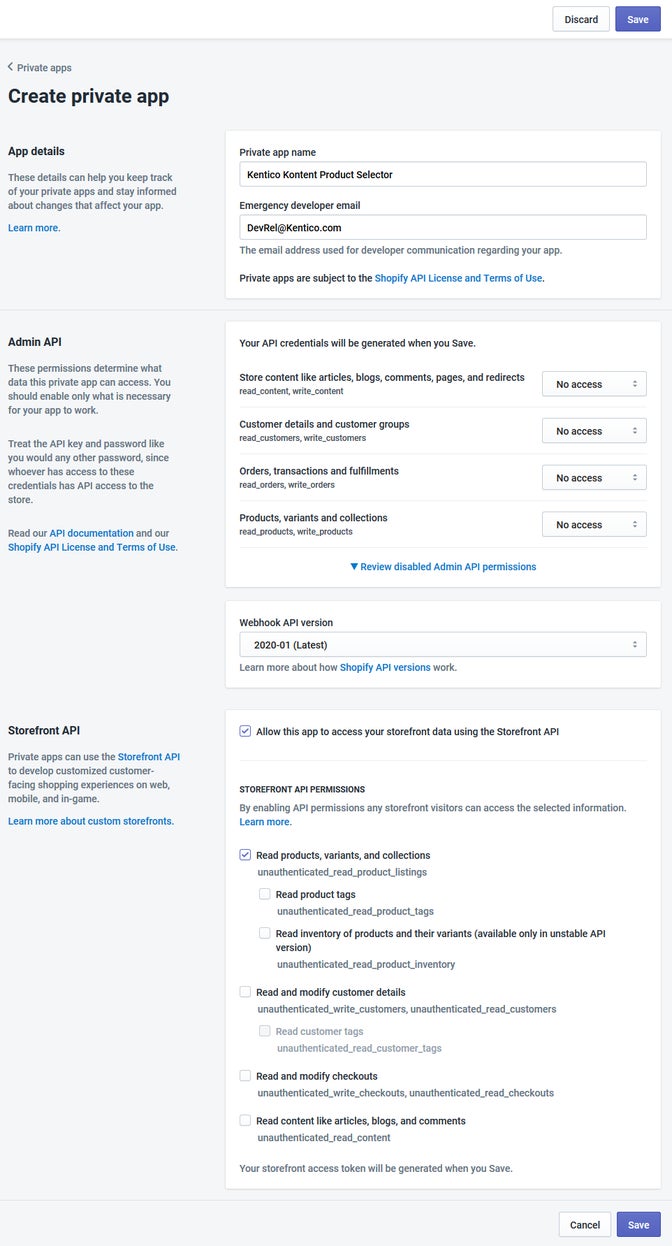 Discard
Save
Private apps
Create private app
App details
These details can help you keep track
of your private apps and stay informed
about changes that affect your app.
Learn more.
Private app name
Kentico Kontent Product Selector
Emergency developer email
DevRel@Kentico.com
The email address used for developer communication regarding your app.
Private apps are subject to the Shopify API License and Terms of Use.
Admin API
These permissions determine what
data this private app can access. You
should enable only what is necessary
for your app to work.
Treat the API key and password like
you would any other password, since
whoever has access to these
credentials has API access to the
store.
Read our API documentation and our
Shopify API License and Terms of Use.
Your API credentials will be generated when you Save.
Store content like articles, blogs, comments, pages, and redirects
read_content, write_content
No access
Customer details and customer groups
read_customers, write_customers
No access
Orders, transactions and fulfillments
read_orders, write_orders
No access
Products, variants and collections
read_products, write_products
No access
▼ Review disabled Admin API permissions
Webhook API version
2020-01 (Latest)
Learn more about how Shopify API versions work.
Storefront API
Private apps can use the Storefront API
to develop customized customer-
facing shopping experiences on web,
mobile, and in-game.
Learn more about custom storefronts.
Allow this app to access your storefront data using the Storefront API
STOREFRONT API PERMISSIONS
By enabling API permissions any storefront visitors can access the selected information.
Learn more.
Read products, variants, and collections
unauthenticated_read_product_listings
Read product tags
unauthenticated_read_product_tags
Read inventory of products and their variants (available only in unstable API
version)
unauthenticated_read_product_inventory
Read and modify customer details
unauthenticated_write_customers, unauthenticated_read_customers
Read customer tags
unauthenticated_read_customer_tags
Read and modify checkouts
unauthenticated_write_checkouts, unauthenticated_read_checkouts
Read content like articles, blogs, and comments
unauthenticated_read_content
Your storefront access token will be generated when you Save.
Cancel
Save